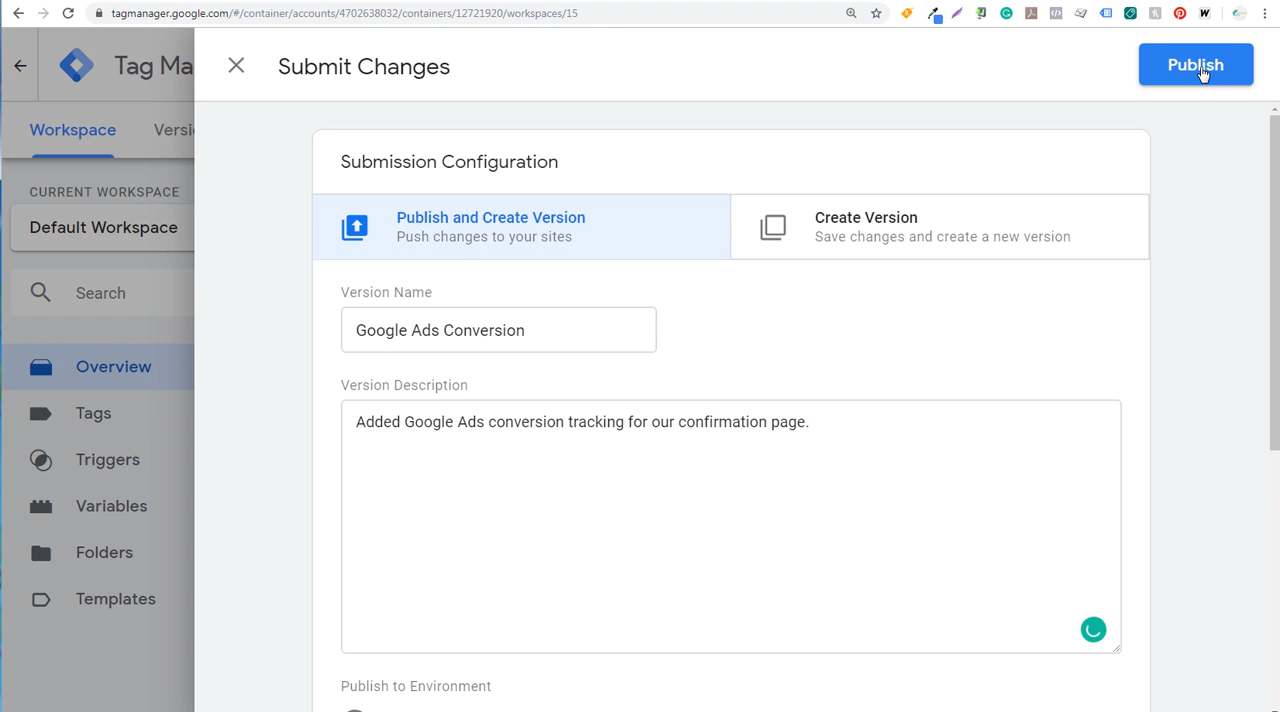 tagmanager.google.com/#/container/accounts/4702638032/containers/12721920/workspaces/15
Tag Ma
Submit Changes
Publish
Workspace
Versi
CURRENT WORKSPACE
Default Workspace
Search
Overview
Tags
Triggers
Variables
Folders
Templates
Submission Configuration
Publish and Create Version
Push changes to your sites
Create Version
Save changes and create a new version
Version Name
Google Ads Conversion
Version Description
Added Google Ads conversion tracking for our confirmation page.
Publish to Environment